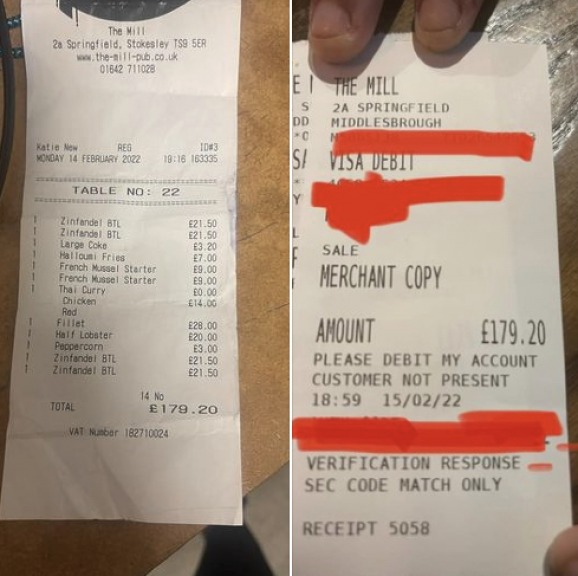 The Mill
2a Springfield, Stokesley TS9 5ER
www.the-mill-pub.co.uk
01642 711028
Katie New REG ID#3
MONDAY 14 FEBRUARY 2022 19:16 163335
TABLE NO: 22
1 Zinfandel BTL £21.50
1 Zinfandel BTL £21.50
1 Large Coke £3.20
1 Halloumi Fries £7.00
1 French Mussel Starter £9.00
1 French Mussel Starter £9.00
1 Thai Curry £0.00
Chicken £14.00
Red
1 Fillet £28.00
1 Half Lobster £20.00
1 Peppercorn £3.00
1 Zinfandel BTL £21.50
1 Zinfandel BTL £21.50
14 No
TOTAL £179.20
VAT Number 182710024
THE MILL
2A SPRINGFIELD
MIDDLESBROUGH
VISA DEBIT
SALE
MERCHANT COPY
AMOUNT £179.20
PLEASE DEBIT MY ACCOUNT
CUSTOMER NOT PRESENT
18:59 15/02/22
VERIFICATION RESPONSE
SEC CODE MATCH ONLY
RECEIPT 5058